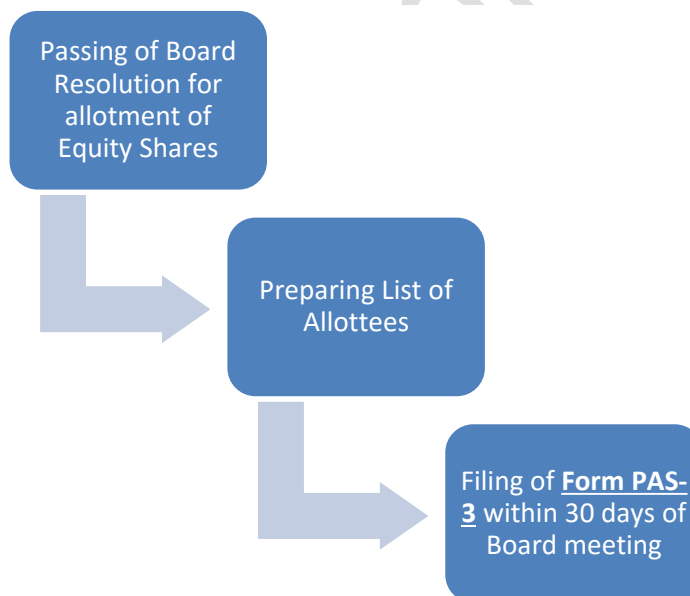 Passing of Board
Resolution for
allotment of
Equity Shares
Preparing List of
Allottees
Filing of Form PAS-
3 within 30 days of
Board meeting